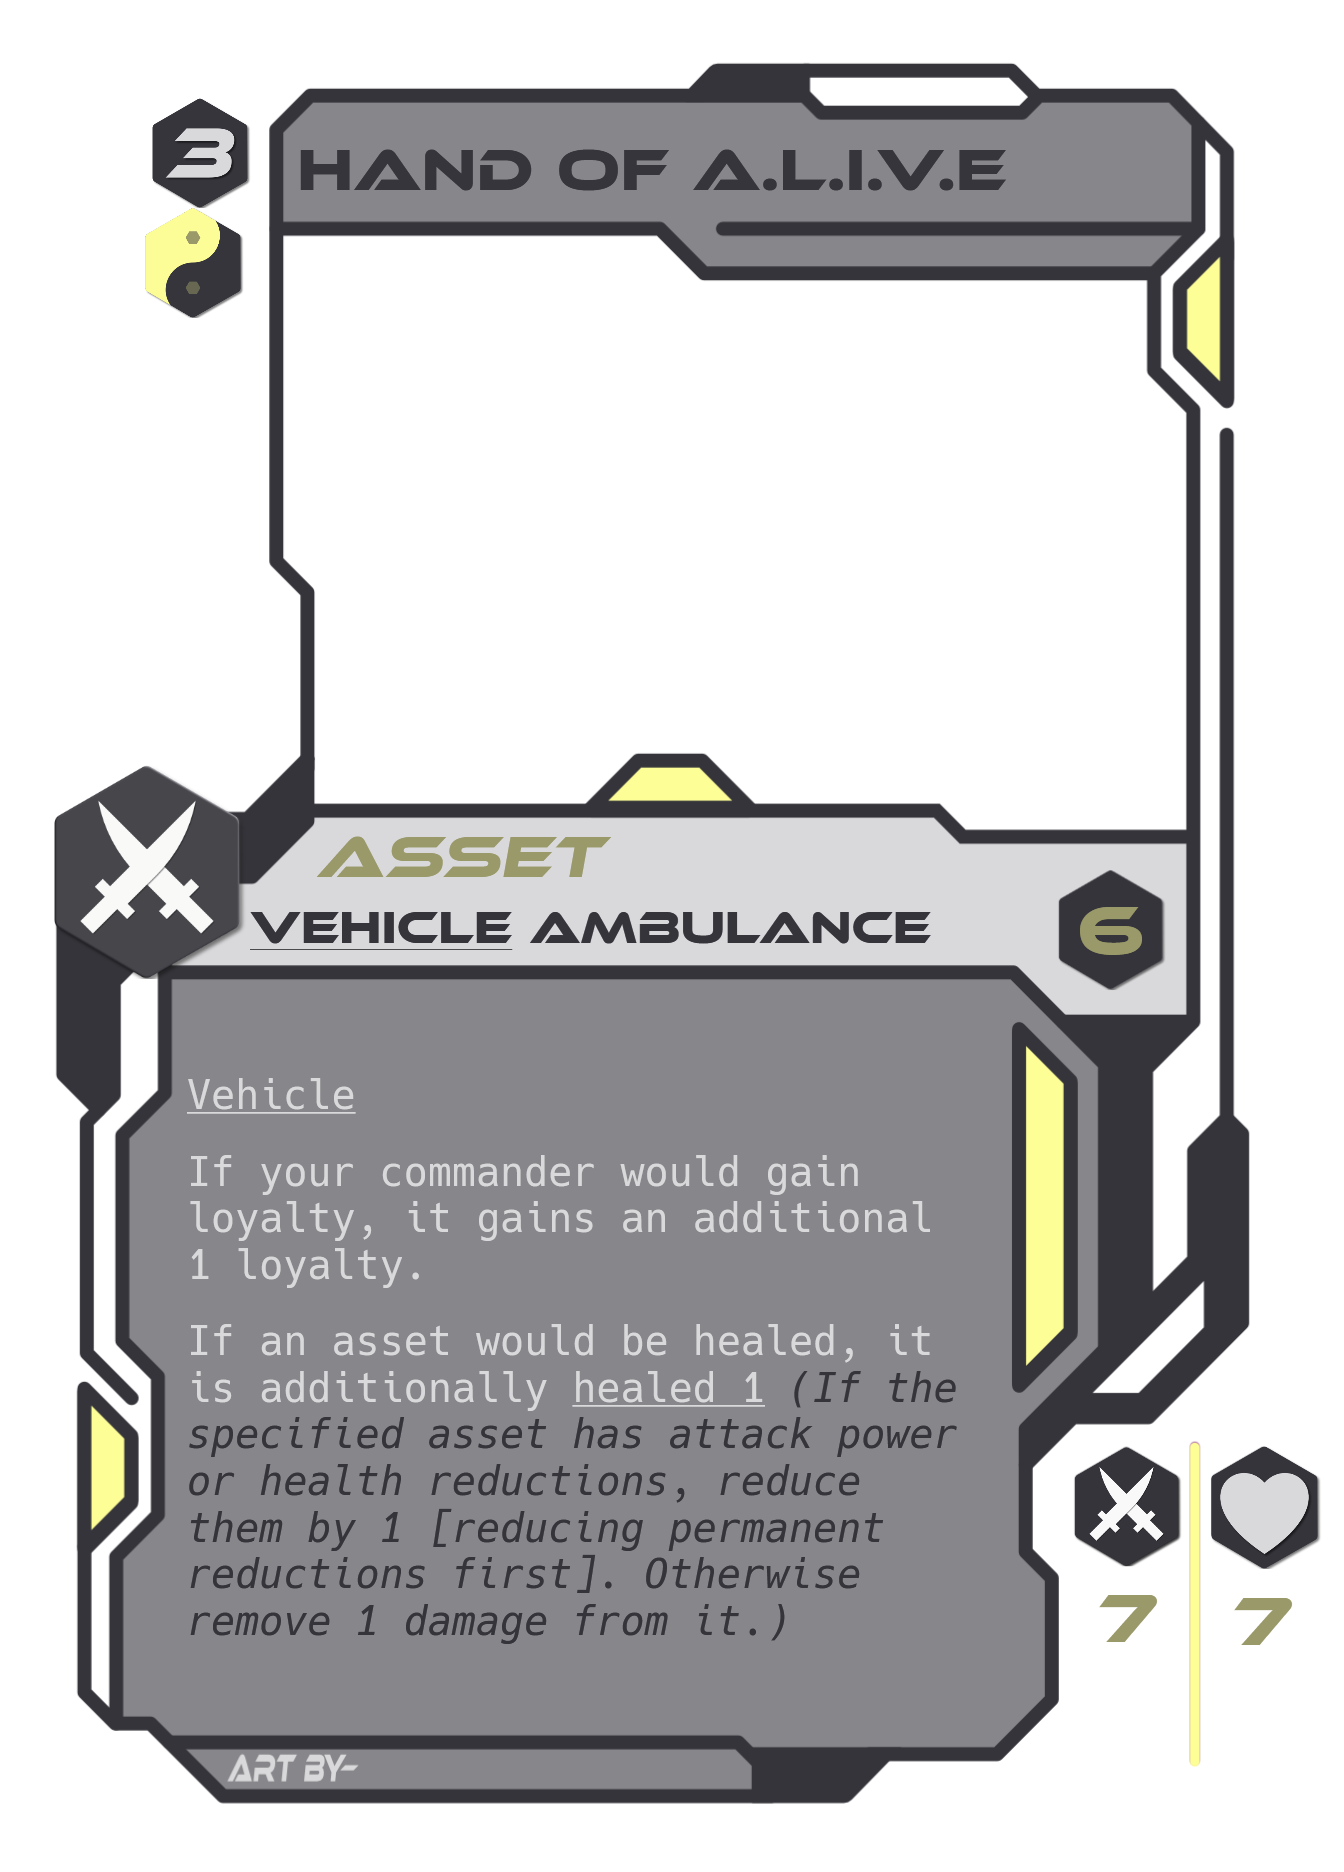 3
HAND OF A.L.I.V.E
ASSET
VEHICLE AMBULANCE
6
Vehicle
If your commander would gain
loyalty, it gains an additional
1 loyalty.
If an asset would be healed, it
is additionally healed 1 (If the
specified asset has attack power
or health reductions, reduce
them by 1 [reducing permanent
reductions first]. Otherwise
remove 1 damage from it.)
7 7
ART BY-